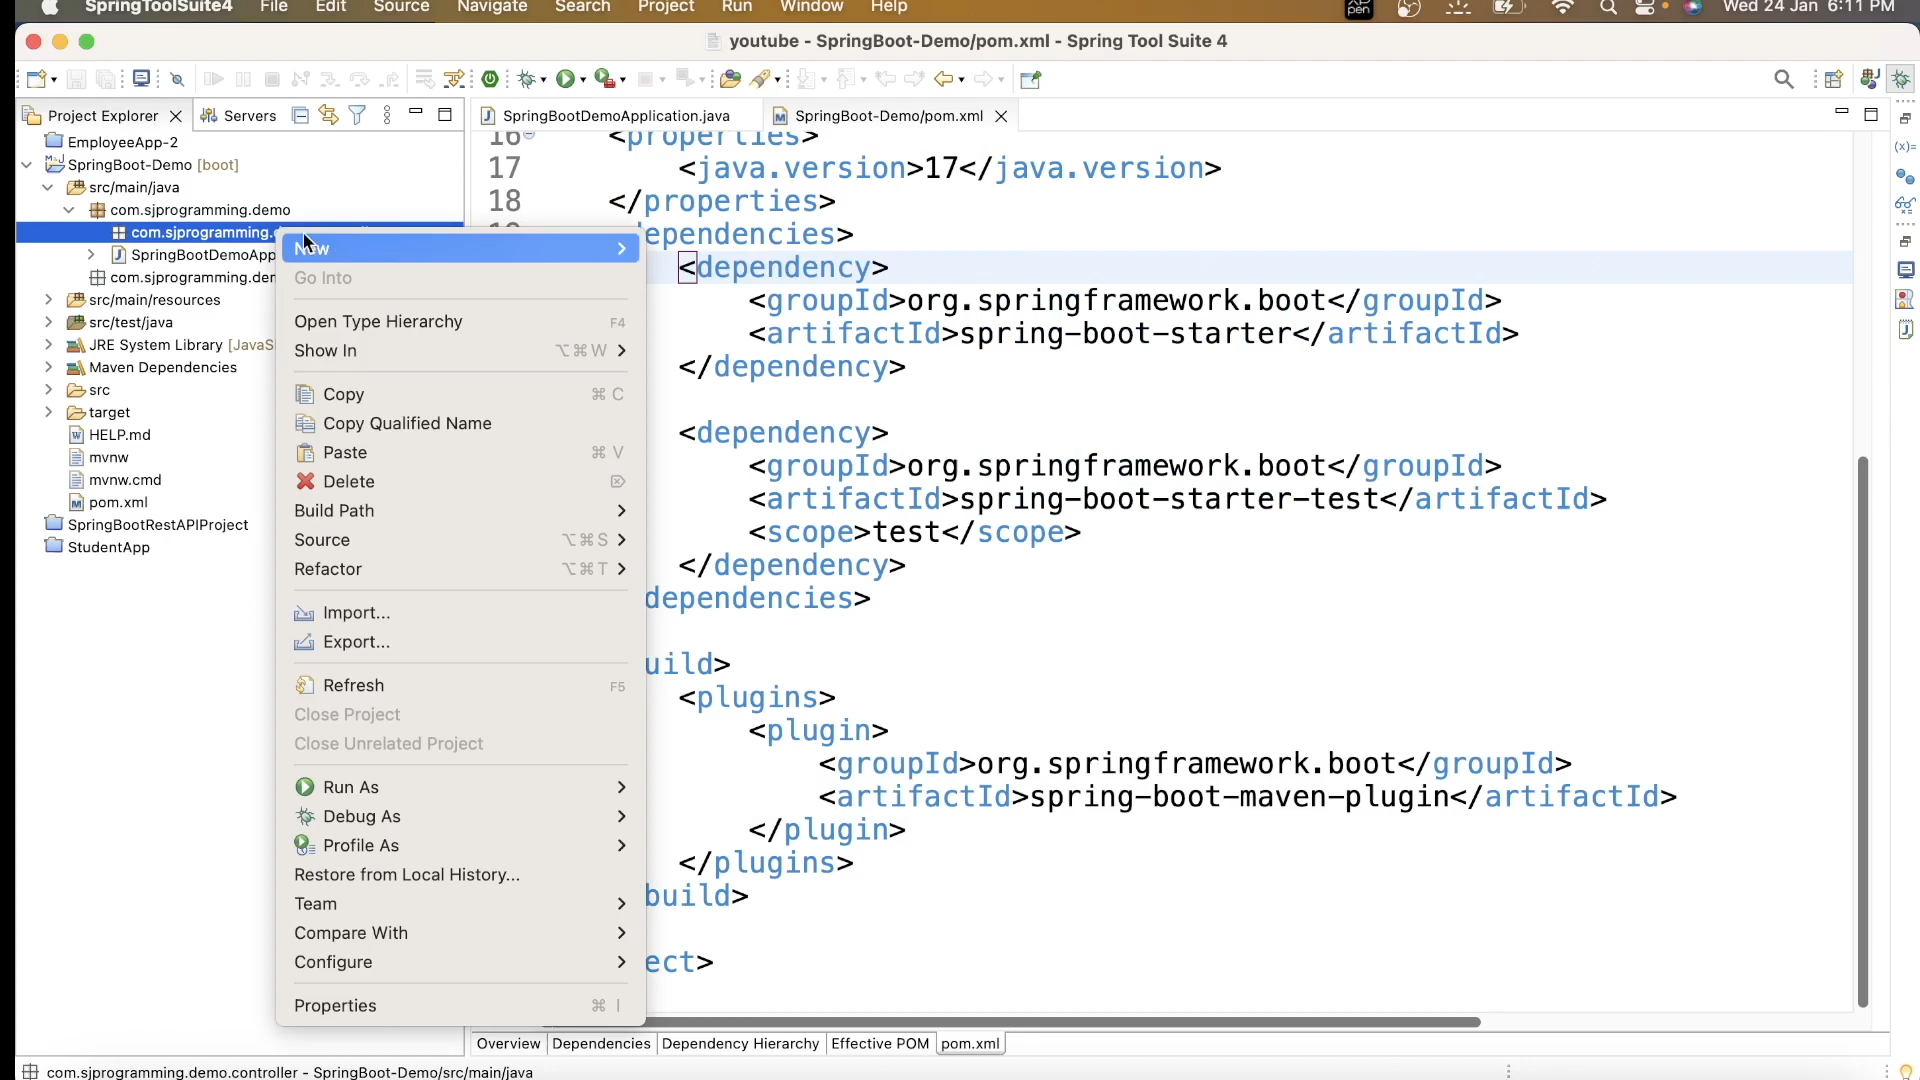 SpringToolSuite4 File Edit Source Navigate Search Project Run Window Help
XP pen
Wed 24 Jan 6:11 PM
youtube - SpringBoot-Demo/pom.xml - Spring Tool Suite 4
Project Explorer
Servers
SpringBootDemoApplication.java
SpringBoot-Demo/pom.xml
EmployeeApp-2
SpringBoot-Demo [boot]
src/main/java
com.sjprogramming.demo
com.sjprogramming.
SpringBootDemoApp
com.sjprogramming.den
src/main/resources
src/test/java
JRE System Library [JavaS
Maven Dependencies
src
target
HELP.md
mvnw
mvnw.cmd
pom.xml
SpringBootRestAPIProject
StudentApp
New
Go Into
Open Type Hierarchy F4
Show In ⌥⌘W
Copy ⌘ C
Copy Qualified Name
Paste ⌘ V
Delete
Build Path
Source ⌥⌘S
Refactor ⌥⌘T
Import...
Export...
Refresh F5
Close Project
Close Unrelated Project
Run As
Debug As
Profile As
Restore from Local History...
Team
Compare With
Configure
Properties ⌘ I
16 <properties>
17 <java.version>17</java.version>
18 </properties>
ependencies>
<dependency>
<groupId>org.springframework.boot</groupId>
<artifactId>spring-boot-starter</artifactId>
</dependency>
<dependency>
<groupId>org.springframework.boot</groupId>
<artifactId>spring-boot-starter-test</artifactId>
<scope>test</scope>
</dependency>
dependencies>
uild>
<plugins>
<plugin>
<groupId>org.springframework.boot</groupId>
<artifactId>spring-boot-maven-plugin</artifactId>
</plugin>
</plugins>
build>
ect>
Overview Dependencies Dependency Hierarchy Effective POM pom.xml
com.sjprogramming.demo.controller - SpringBoot-Demo/src/main/java
(x)=